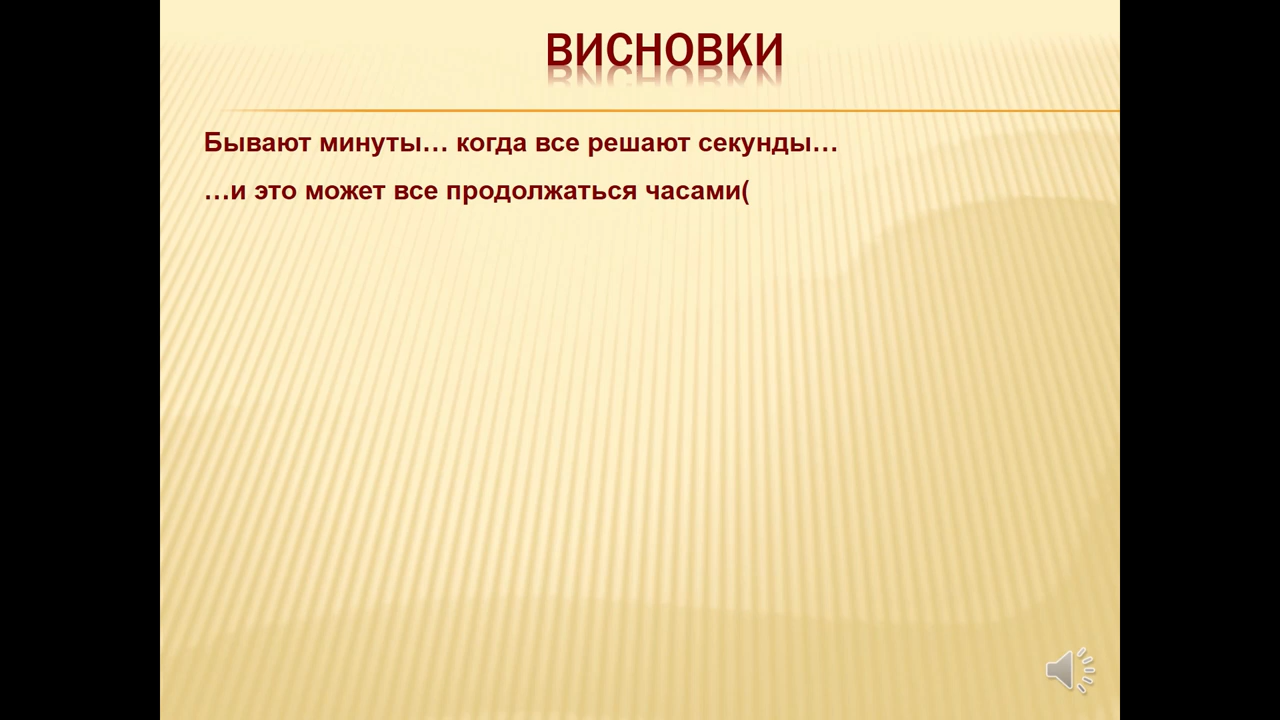 ВИСНОВКИ
Бывают минуты… когда все решают секунды…
…и это может все продолжаться часами(